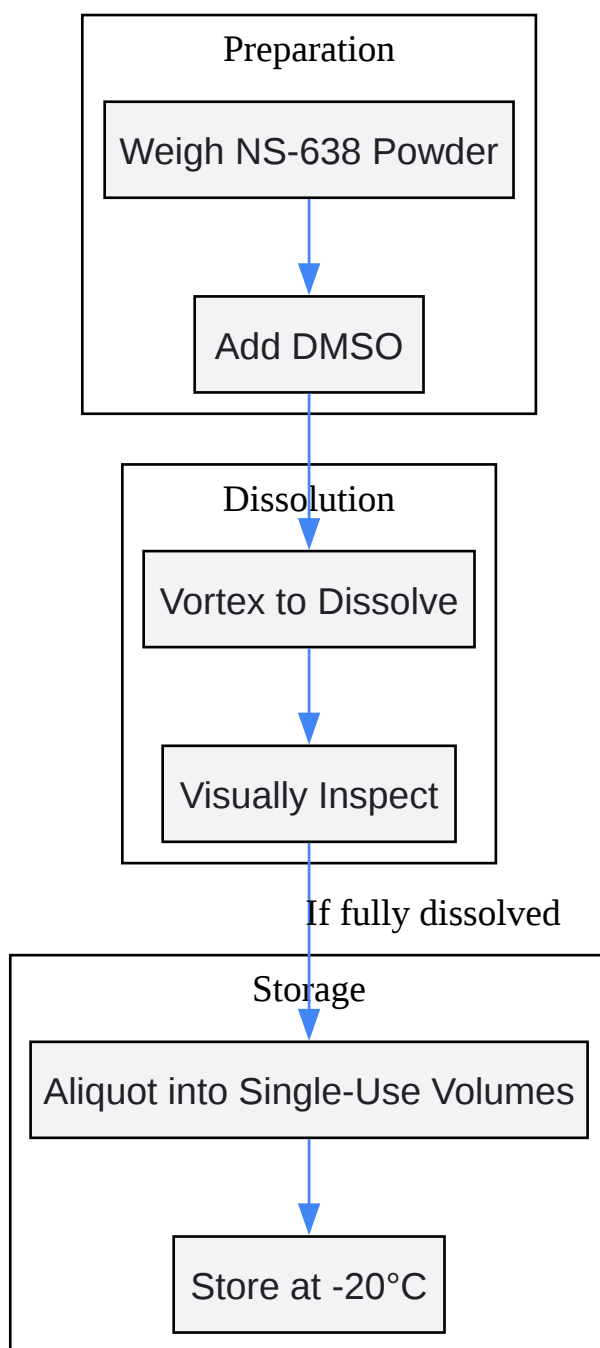 Preparation
Weigh NS-638 Powder
Add DMSO
Dissolution
Vortex to Dissolve
Visually Inspect
If fully dissolved
Storage
Aliquot into Single-Use Volumes
Store at -20°C